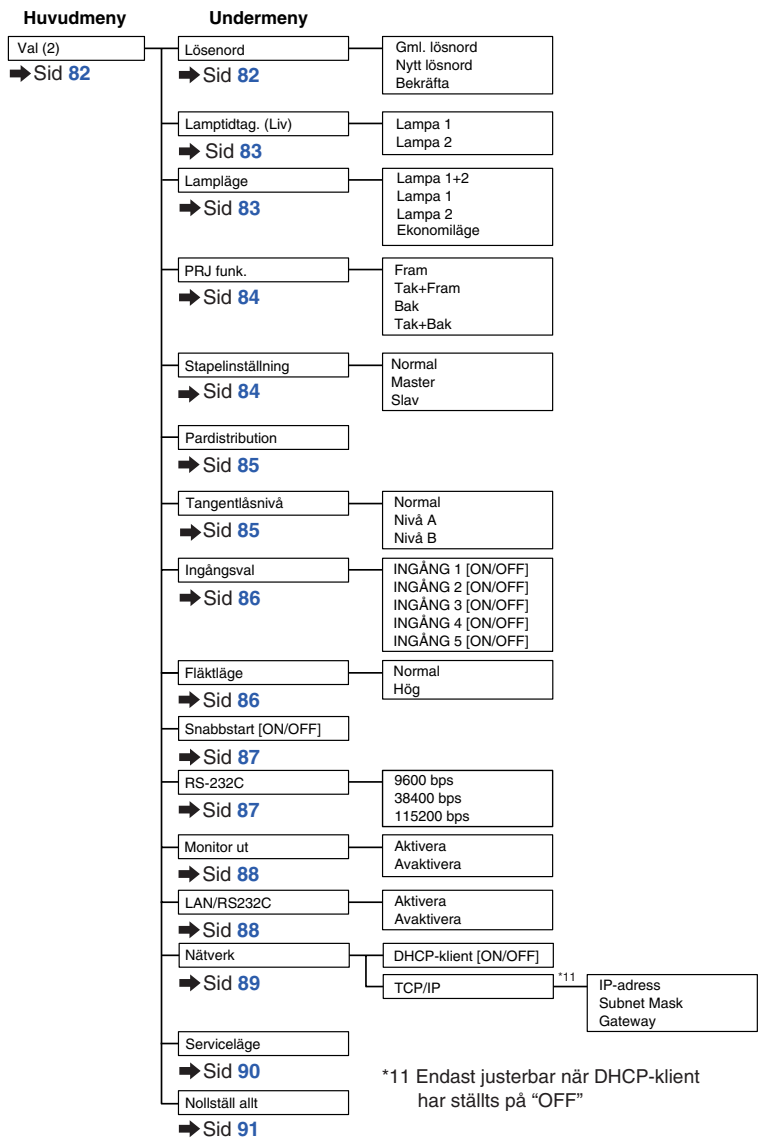 Huvudmeny
Undermeny
Val (2)
Sid 82
Lösenord
Sid 82
Gml. lösnord
Nytt lösnord
Bekräfta
Lamptidtag. (Liv)
Sid 83
Lampa 1
Lampa 2
Lampläge
Sid 83
Lampa 1+2
Lampa 1
Lampa 2
Ekonomiläge
PRJ funk.
Sid 84
Fram
Tak+Fram
Bak
Tak+Bak
Stapelinställning
Sid 84
Normal
Master
Slav
Pardistribution
Sid 85
Tangentlåsnivå
Sid 85
Normal
Nivå A
Nivå B
Ingångsval
Sid 86
INGÅNG 1 [ON/OFF]
INGÅNG 2 [ON/OFF]
INGÅNG 3 [ON/OFF]
INGÅNG 4 [ON/OFF]
INGÅNG 5 [ON/OFF]
Fläktläge
Sid 86
Normal
Hög
Snabbstart [ON/OFF]
Sid 87
RS-232C
Sid 87
9600 bps
38400 bps
115200 bps
Monitor ut
Sid 88
Aktivera
Avaktivera
LAN/RS232C
Sid 88
Aktivera
Avaktivera
Nätverk
Sid 89
DHCP-klient [ON/OFF]
TCP/IP
*11
IP-adress
Subnet Mask
Gateway
Serviceläge
Sid 90
Nollställ allt
Sid 91
*11 Endast justerbar när DHCP-klient
har ställts på “OFF”